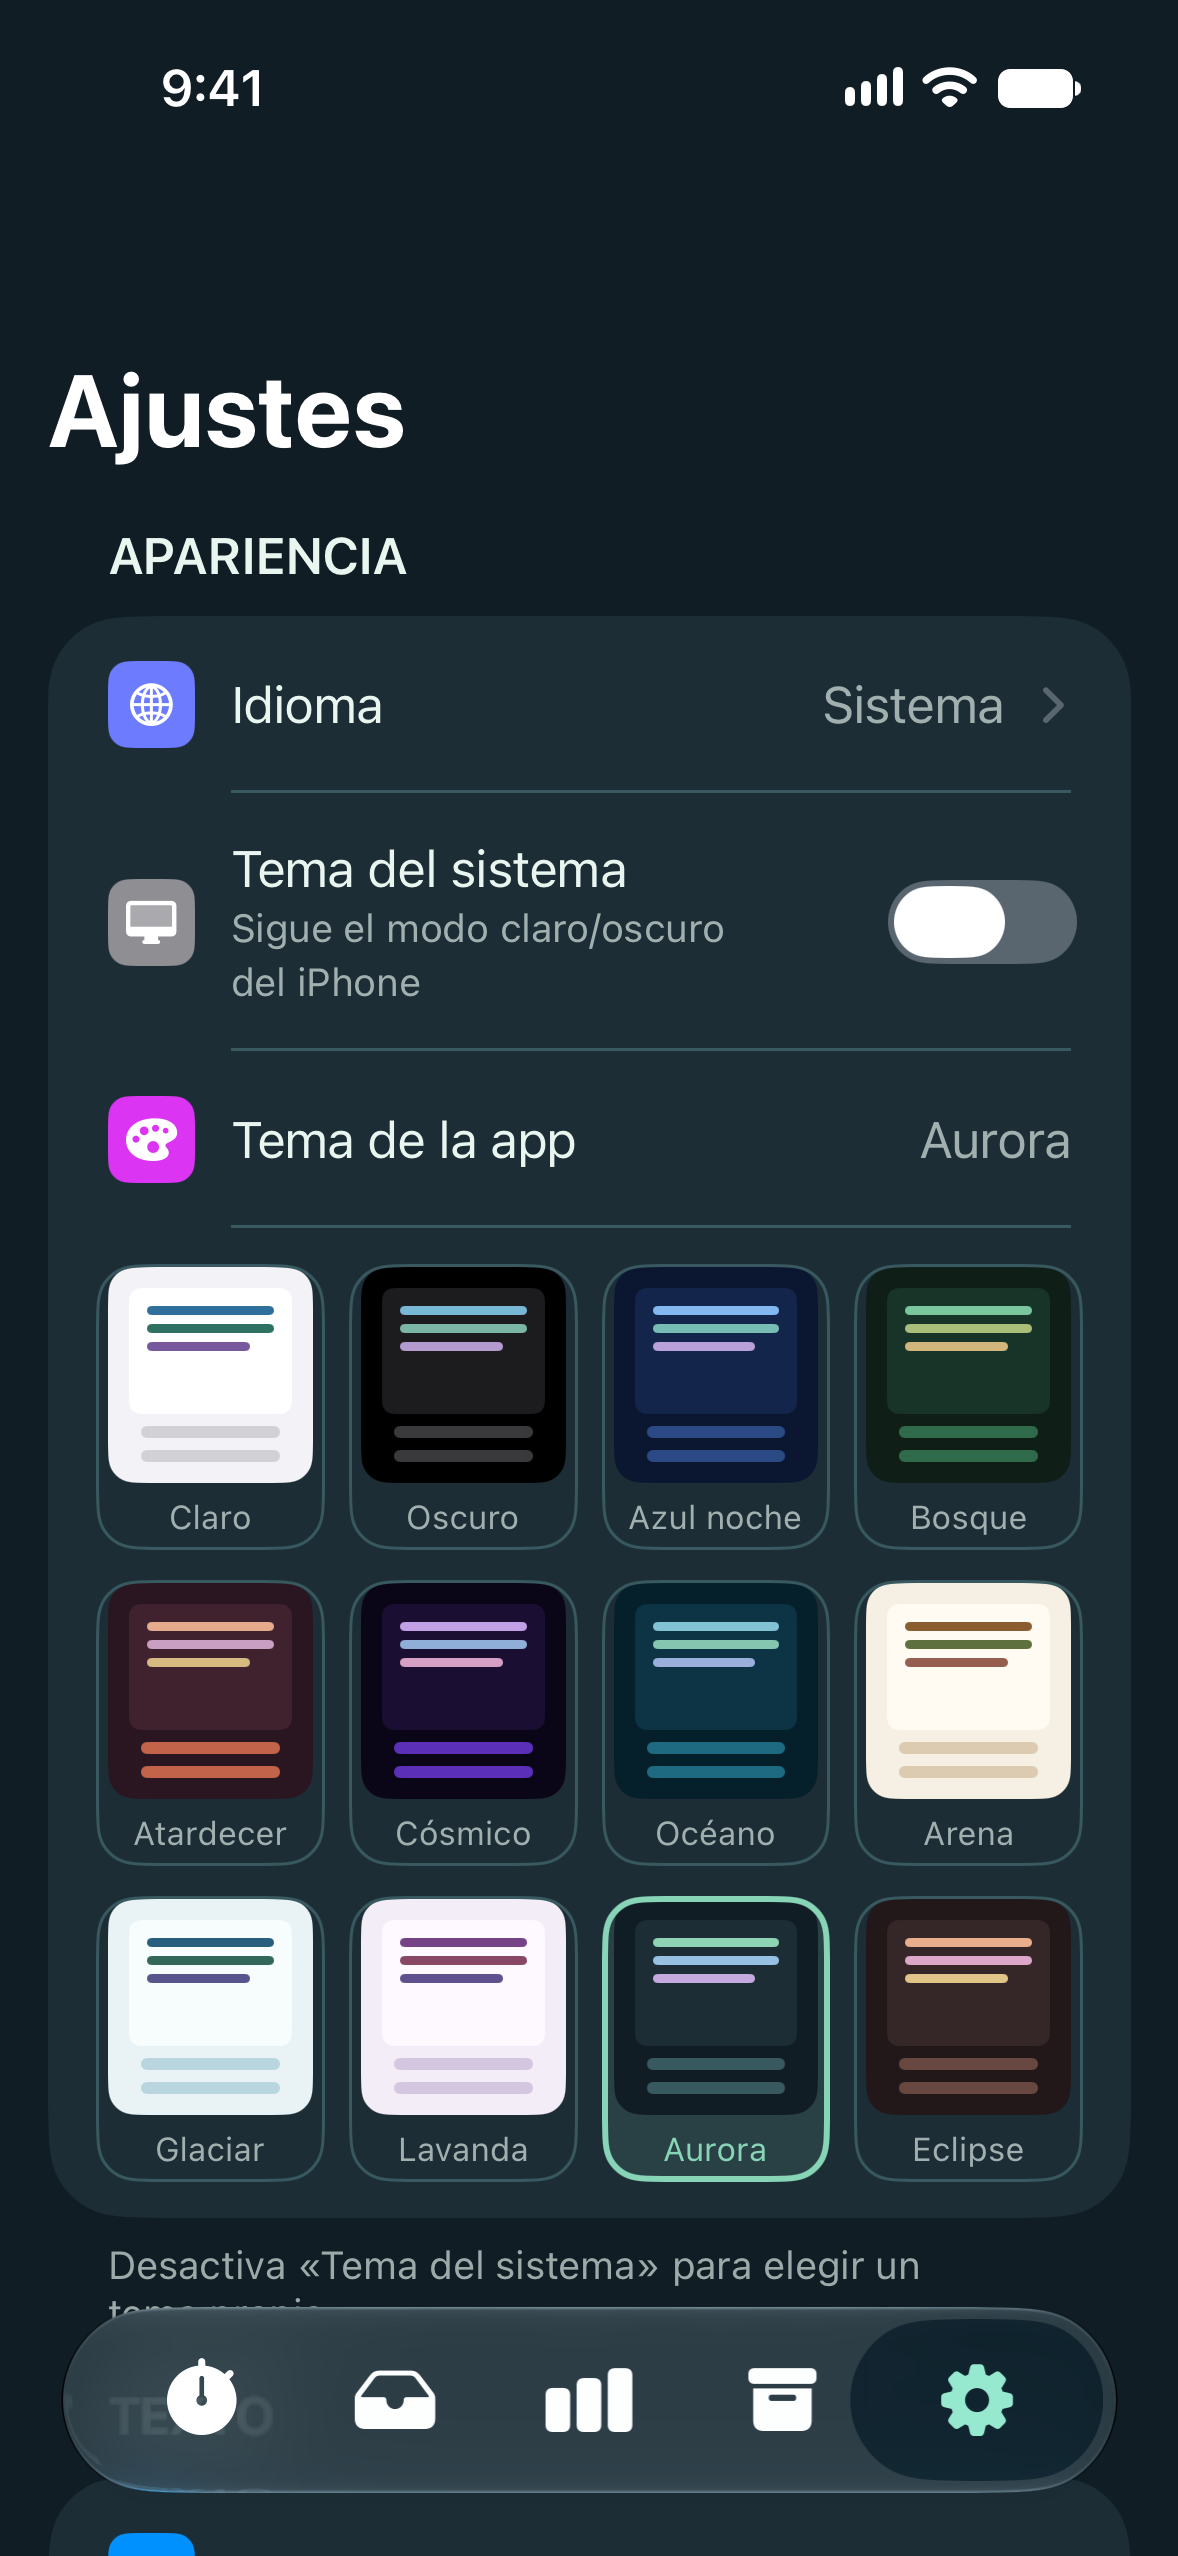 9:41
Ajustes
APARIENCIA
Idioma Sistema
Tema del sistema
Sigue el modo claro/oscuro
del iPhone
Tema de la app Aurora
Claro Oscuro Azul noche Bosque
Atardecer Cósmico Océano Arena
Glaciar Lavanda Aurora Eclipse
Desactiva «Tema del sistema» para elegir un